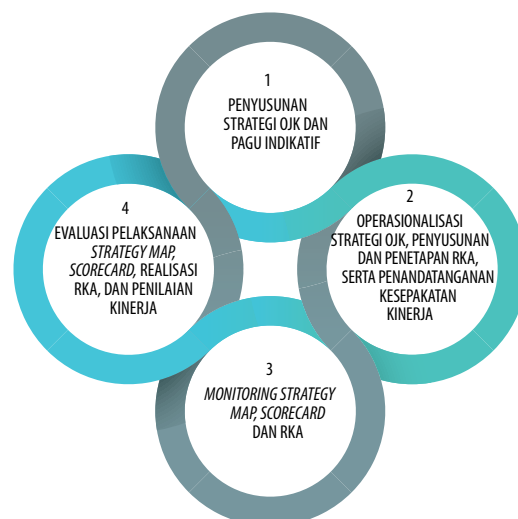 1
PENYUSUNAN
STRATEGI OJK DAN
PAGU INDIKATIF
2
OPERASIONALISASI
STRATEGI OJK, PENYUSUNAN
DAN PENETAPAN RKA,
SERTA PENANDATANGANAN
KESEPAKATAN
KINERJA
3
MONITORING STRATEGY
MAP, SCORECARD
DAN RKA
4
EVALUASI PELAKSANAAN
STRATEGY MAP,
SCORECARD, REALISASI
RKA, DAN PENILAIAN
KINERJA